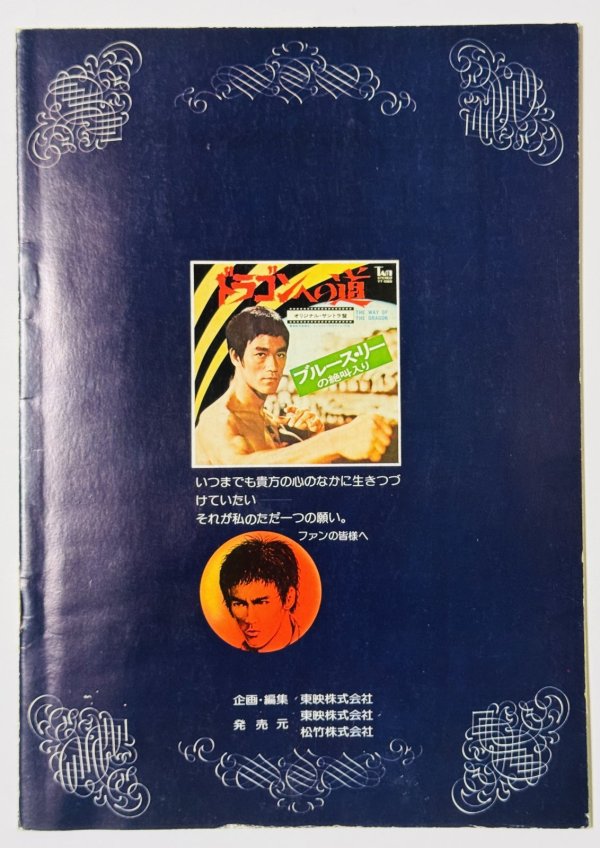 ドラゴンへの道
TAM
オリジナル・サントラ盤
THE WAY OF
THE DRAGON
ブルース・リー
の絶叫入り
いつまでも貴方の心のなかに生きつづ
けていたい――
それが私のただ一つの願い。
ファンの皆様へ
企画・編集 東映株式会社
発売元 東映株式会社
松竹株式会社